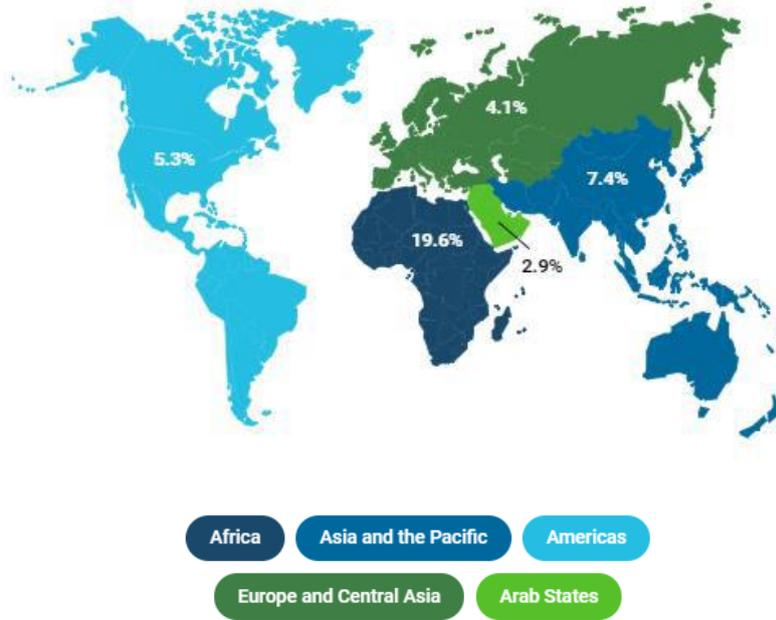 4.1%
5.3%
7.4%
19.6%
2.9%
Africa
Asia and the Pacific
Americas
Europe and Central Asia
Arab States